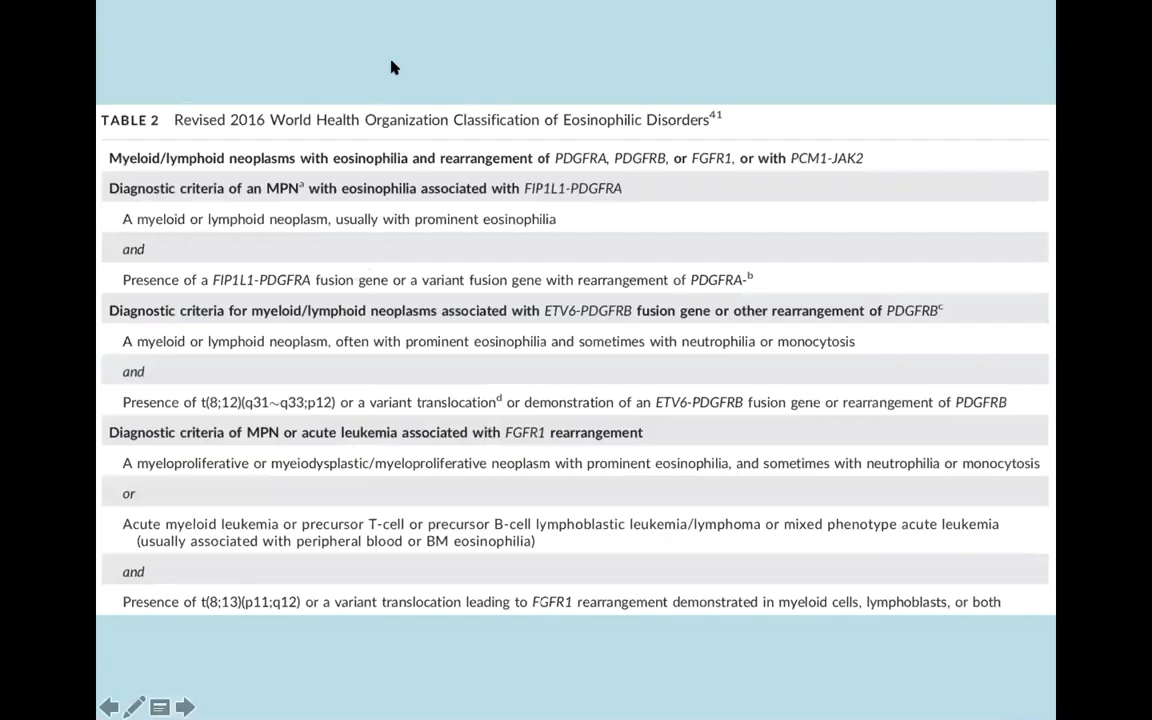 TABLE 2 Revised 2016 World Health Organization Classification of Eosinophilic Disorders41
Myeloid/lymphoid neoplasms with eosinophilia and rearrangement of PDGFRA, PDGFRB, or FGFR1, or with PCM1-JAK2
Diagnostic criteria of an MPNa with eosinophilia associated with FIP1L1-PDGFRA
A myeloid or lymphoid neoplasm, usually with prominent eosinophilia
and
Presence of a FIP1L1-PDGFRA fusion gene or a variant fusion gene with rearrangement of PDGFRA-b
Diagnostic criteria for myeloid/lymphoid neoplasms associated with ETV6-PDGFRB fusion gene or other rearrangement of PDGFRBc
A myeloid or lymphoid neoplasm, often with prominent eosinophilia and sometimes with neutrophilia or monocytosis
and
Presence of t(8;12)(q31~q33;p12) or a variant translocationd or demonstration of an ETV6-PDGFRB fusion gene or rearrangement of PDGFRB
Diagnostic criteria of MPN or acute leukemia associated with FGFR1 rearrangement
A myeloproliferative or myeiodysplastic/myeloproliferative neoplasm with prominent eosinophilia, and sometimes with neutrophilia or monocytosis
or
Acute myeloid leukemia or precursor T-cell or precursor B-cell lymphoblastic leukemia/lymphoma or mixed phenotype acute leukemia
(usually associated with peripheral blood or BM eosinophilia)
and
Presence of t(8;13)(p11;q12) or a variant translocation leading to FGFR1 rearrangement demonstrated in myeloid cells, lymphoblasts, or both